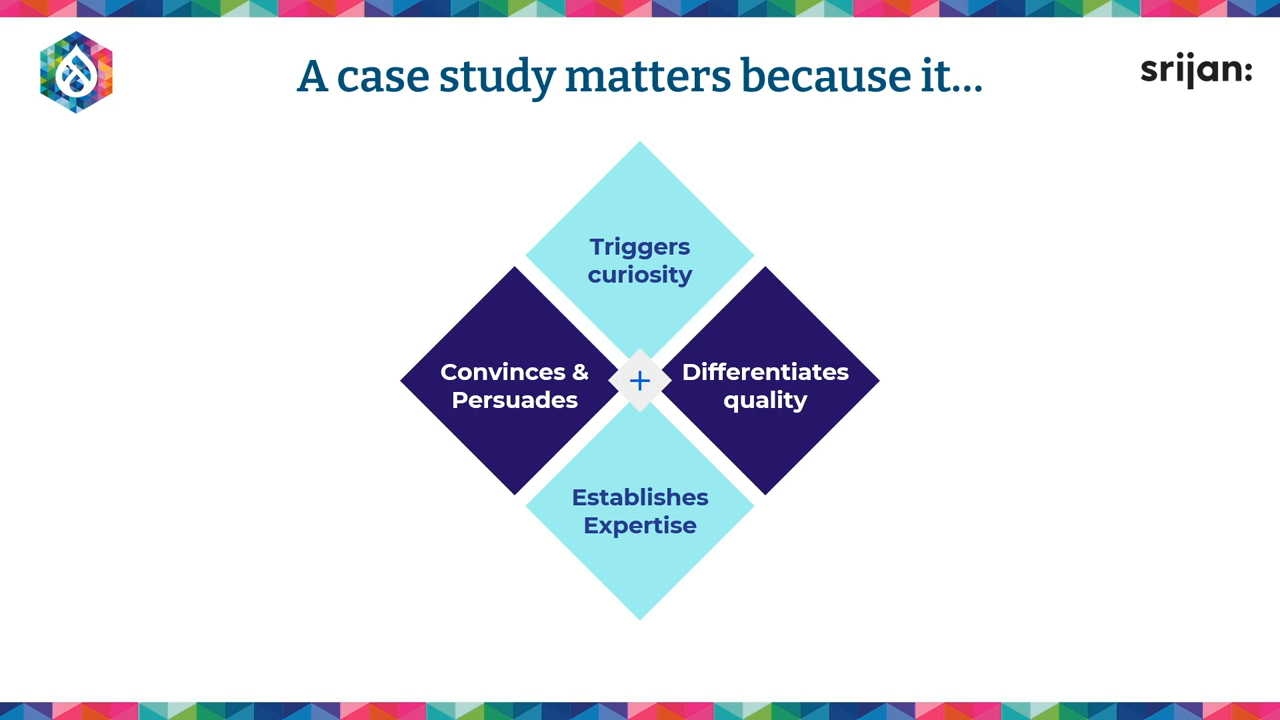 A case study matters because it...
srijan:
Triggers
curiosity
Convinces &
Persuades
Differentiates
quality
+
Establishes
Expertise